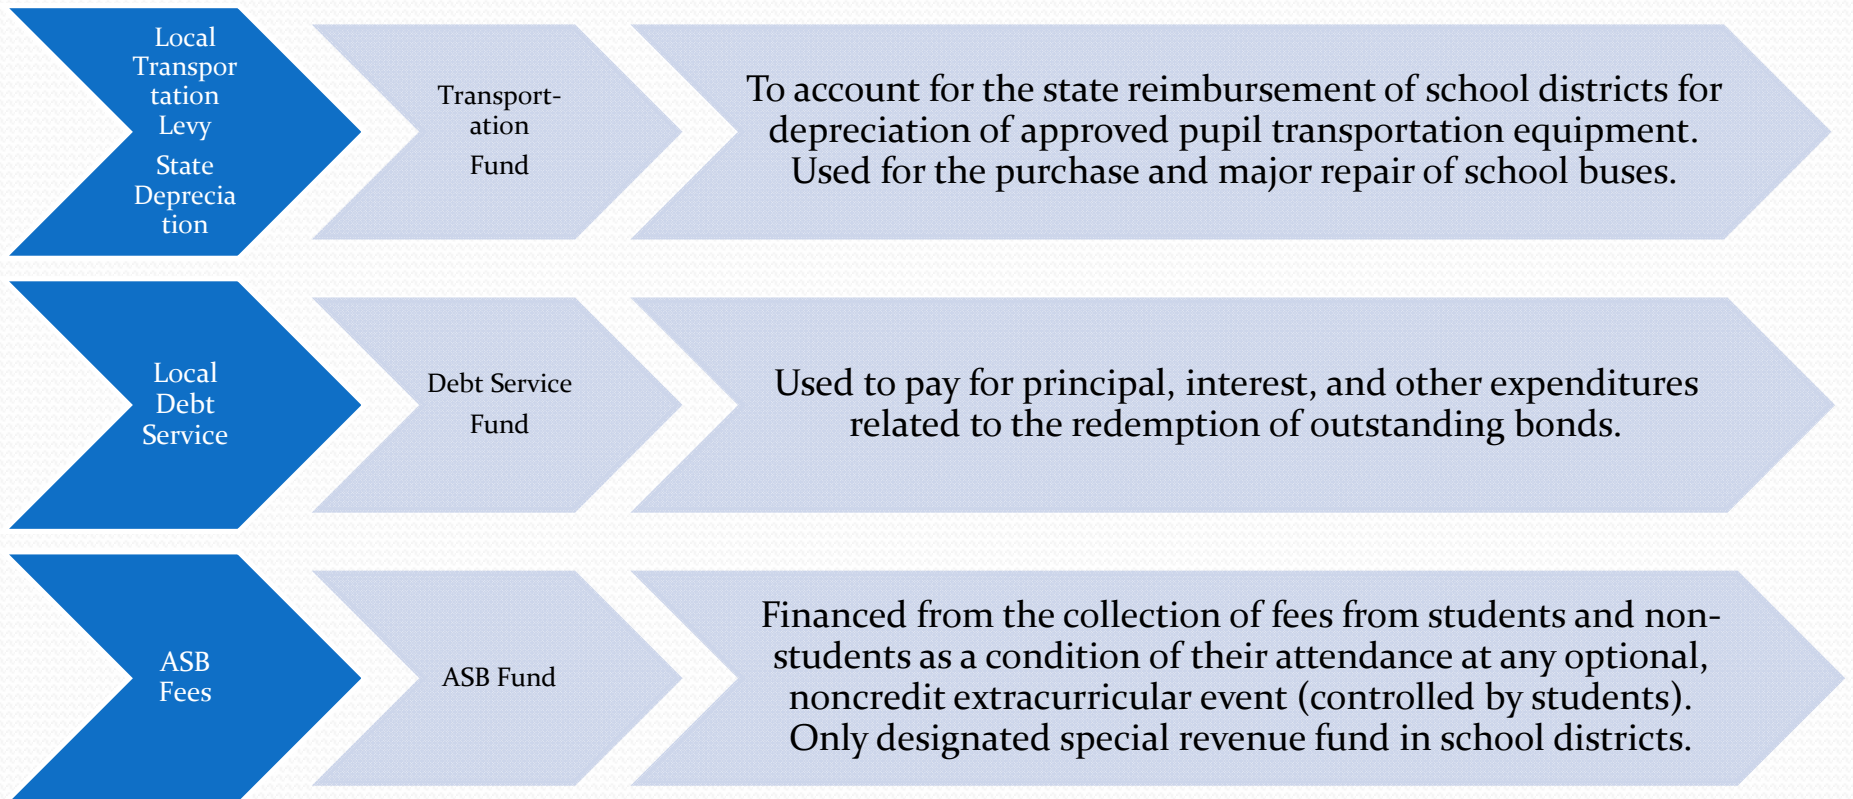 Local
Transpor
tation
Levy
State
Deprecia
tion
Transport-
ation
Fund
To account for the state reimbursement of school districts for
depreciation of approved pupil transportation equipment.
Used for the purchase and major repair of school buses.
Local
Debt
Service
Debt Service
Fund
Used to pay for principal, interest, and other expenditures
related to the redemption of outstanding bonds.
ASB
Fees
ASB Fund
Financed from the collection of fees from students and non-
students as a condition of their attendance at any optional,
noncredit extracurricular event (controlled by students).
Only designated special revenue fund in school districts.